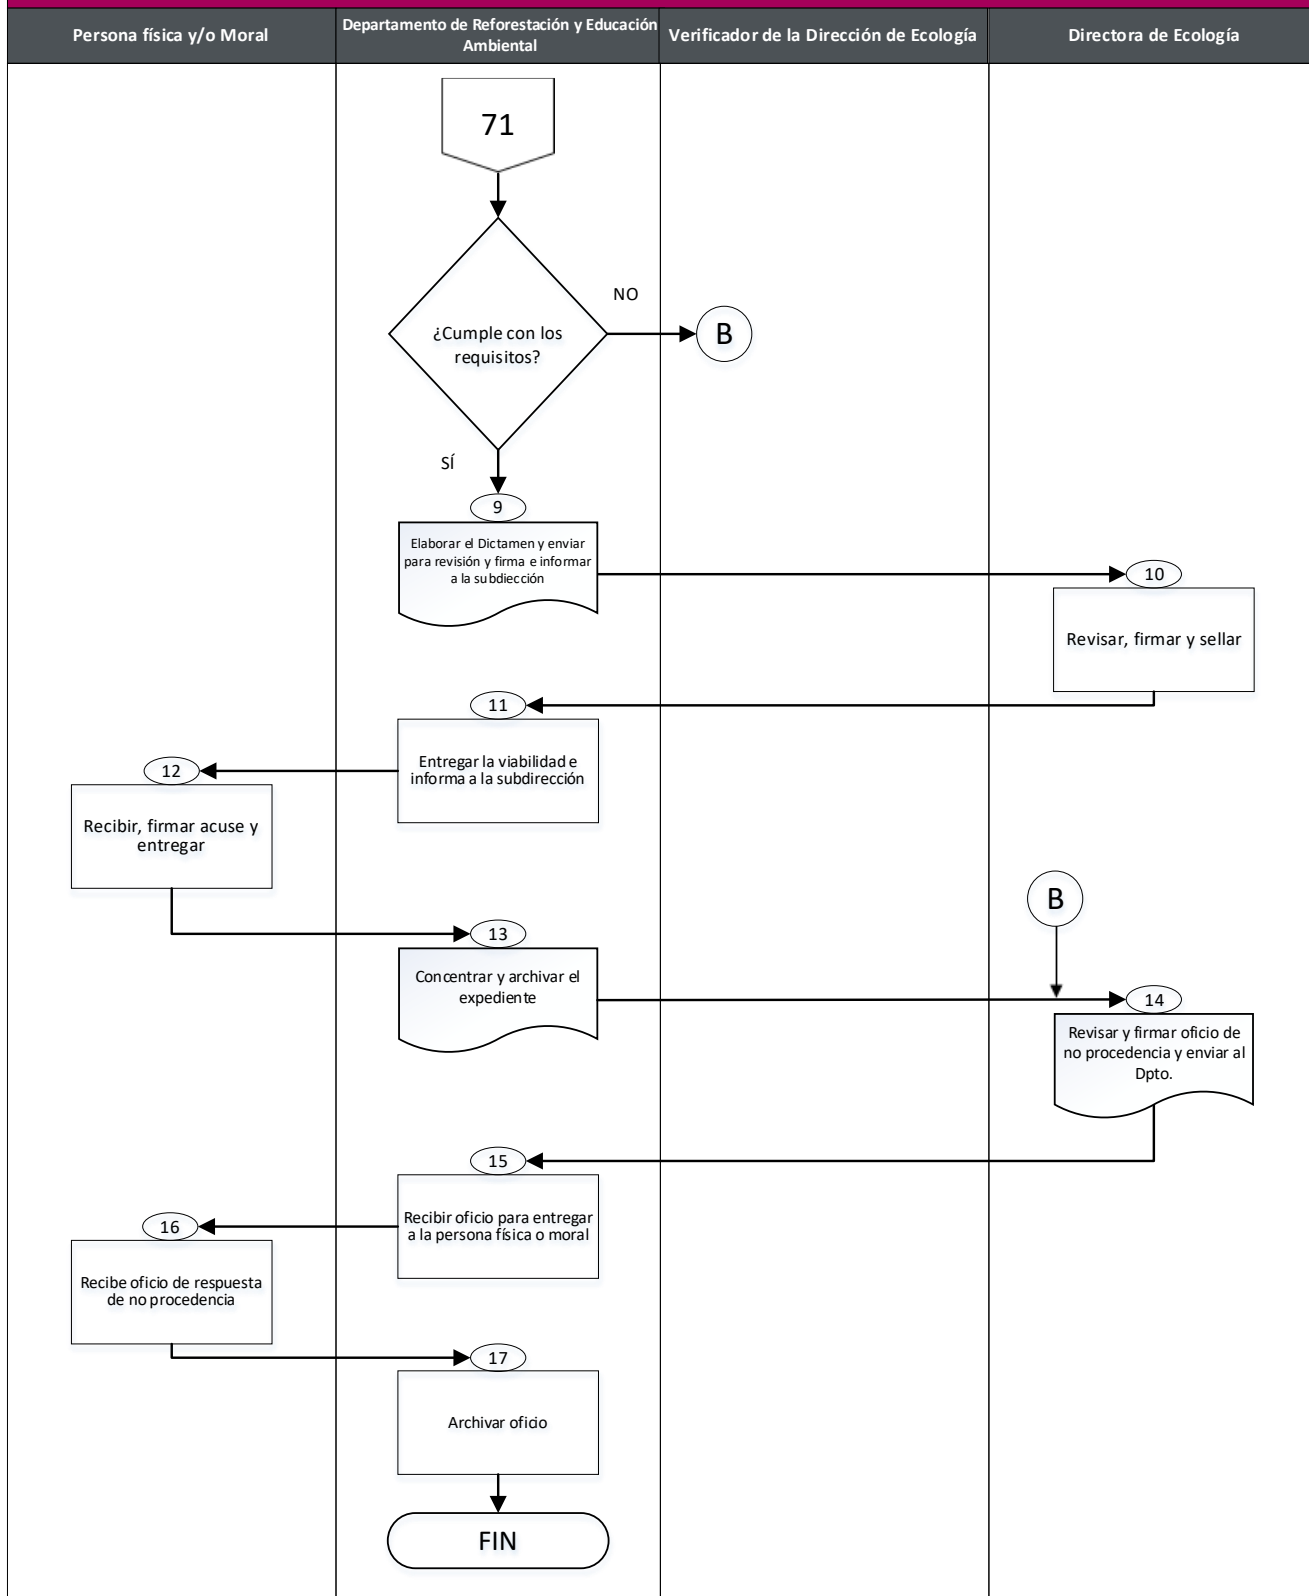 Persona física y/o Moral
Departamento de Reforestación y Educación
Ambiental
Verificador de la Dirección de Ecología
Directora de Ecología
71
¿Cumple con los
requisitos?
NO
B
SÍ
9
Elaborar el Dictamen y enviar
para revisión y firma e informar
a la subdiección
10
Revisar, firmar y sellar
11
Entregar la viabilidad e
informa a la subdirección
12
Recibir, firmar acuse y
entregar
B
13
Concentrar y archivar el
expediente
14
Revisar y firmar oficio de
no procedencia y enviar al
Dpto.
15
Recibir oficio para entregar
a la persona física o moral
16
Recibe oficio de respuesta
de no procedencia
17
Archivar oficio
FIN